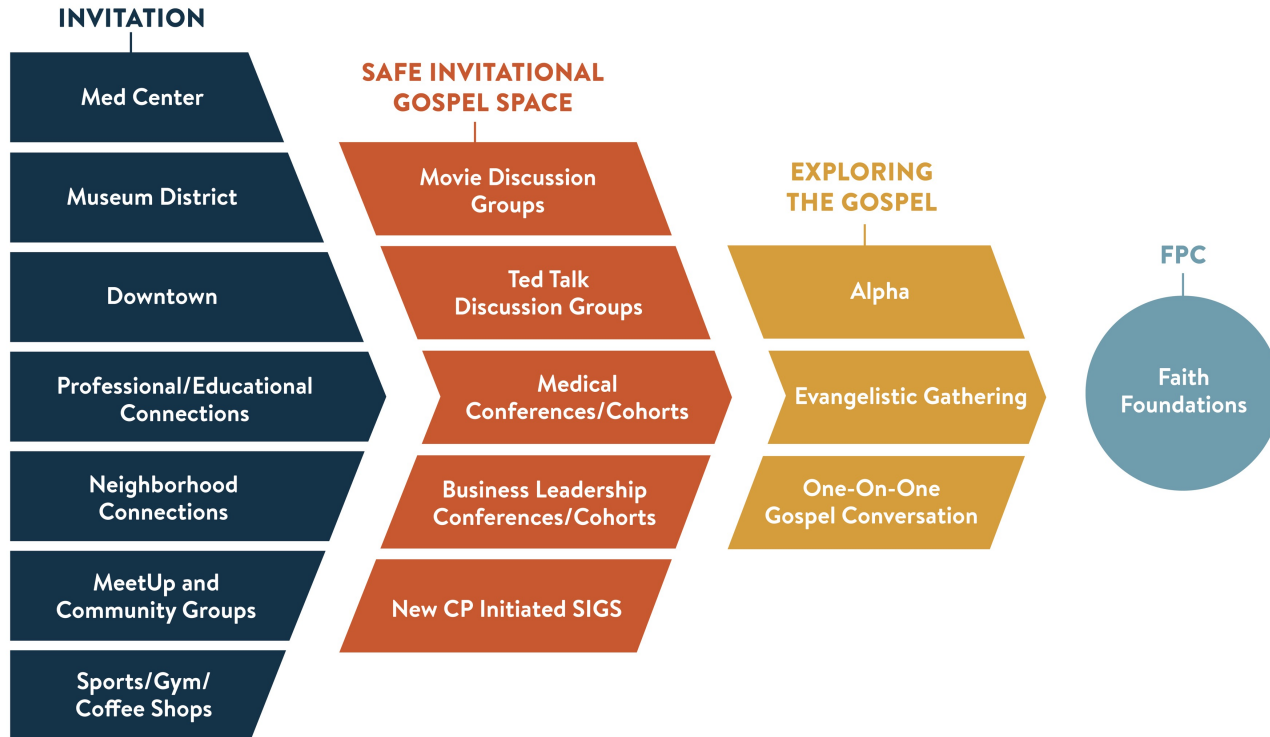 INVITATION
Med Center
Museum District
Downtown
Professional/Educational
Connections
Neighborhood
Connections
MeetUp and
Community Groups
Sports/Gym/
Coffee Shops
SAFE INVITATIONAL
GOSPEL SPACE
Movie Discussion
Groups
Ted Talk
Discussion Groups
Medical
Conferences/Cohorts
Business Leadership
Conferences/Cohorts
New CP Initiated SIGS
EXPLORING
THE GOSPEL
Alpha
Evangelistic Gathering
One-On-One
Gospel Conversation
FPC
Faith
Foundations